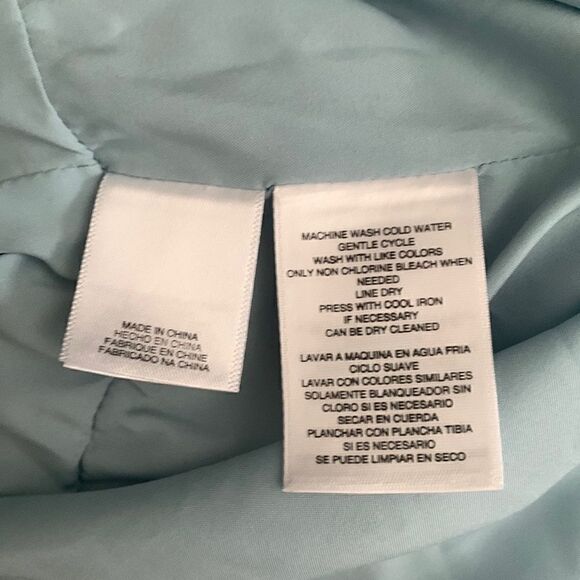 MADE IN CHINA
HECHO EN CHINA
FABRIQUE EN CHINE
FABRICADO NA CHINA
MACHINE WASH COLD WATER
GENTLE CYCLE
WASH WITH LIKE COLORS
ONLY NON CHLORINE BLEACH WHEN
NEEDED
LINE DRY
PRESS WITH COOL IRON
IF NECESSARY
CAN BE DRY CLEANED
LAVAR A MAQUINA EN AGUA FRIA
CICLO SUAVE
LAVAR CON COLORES SIMILARES
SOLAMENTE BLANQUEADOR SIN
CLORO SI ES NECESARIO
SECAR EN CUERDA
PLANCHAR CON PLANCHA TIBIA
SI ES NECESARIO
SE PUEDE LIMPIAR EN SECO